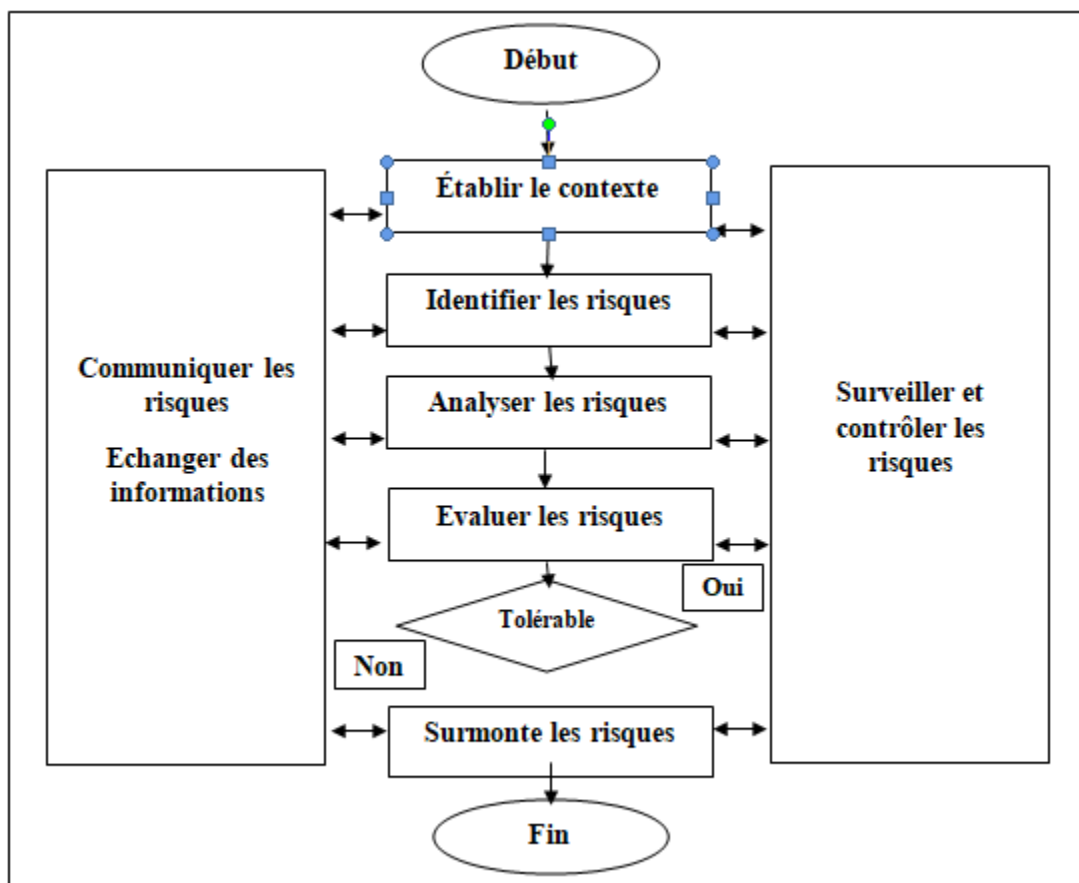 Début
Établir le contexte
Identifier les risques
Communiquer les
risques
Echanger des
informations
Analyser les risques
Surveiller et
contrôler les
risques
Evaluer les risques
Oui
Tolérable
Non
Surmonte les risques
Fin